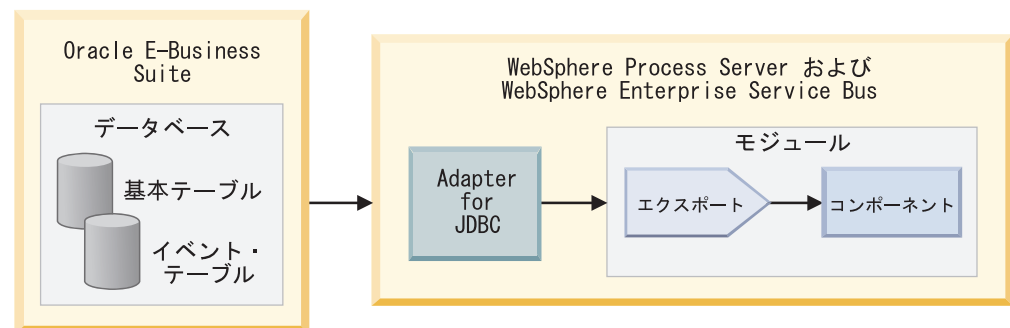 Oracle E-Business
Suite
データベース
基本テーブル
イベント・
テーブル
WebSphere Process Server および
WebSphere Enterprise Service Bus
Adapter
for
JDBC
モジュール
エクスポート
コンポーネント